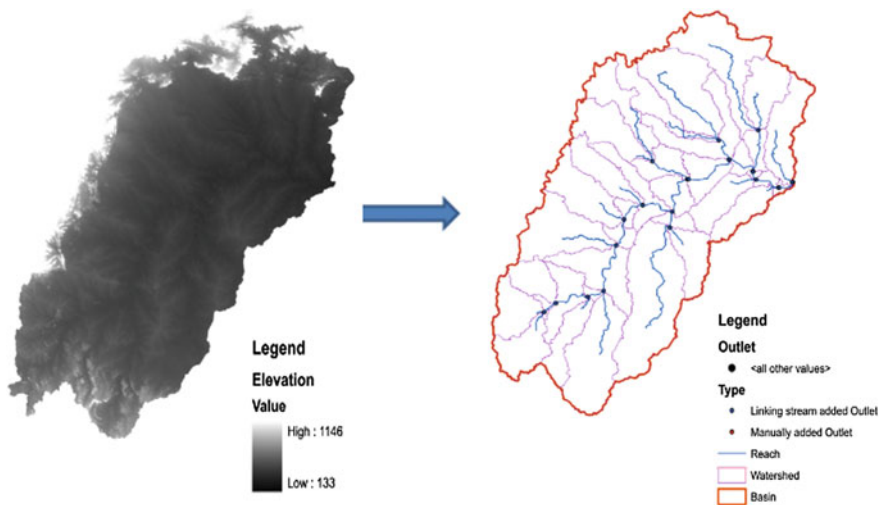 Legend
Elevation
Value
High : 1146
Low : 133
Legend
Outlet
<all other values>
Type
Linking stream added Outlet
Manually added Outlet
Reach
Watershed
Basin